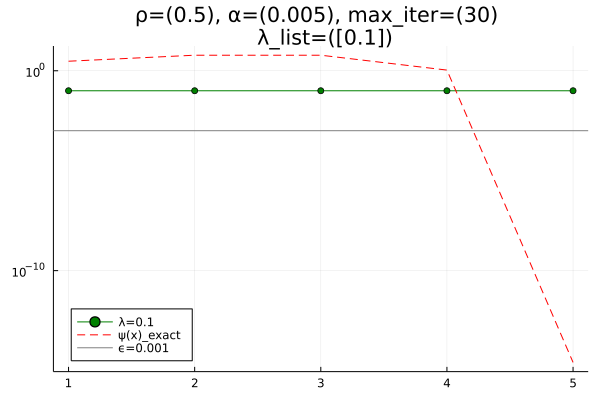 ρ=(0.5), α=(0.005), max_iter=(30)
λ_list=([0.1])
10⁰
10⁻¹⁰
λ=0.1
ψ(x)_exact
ϵ=0.001
1 2 3 4 5